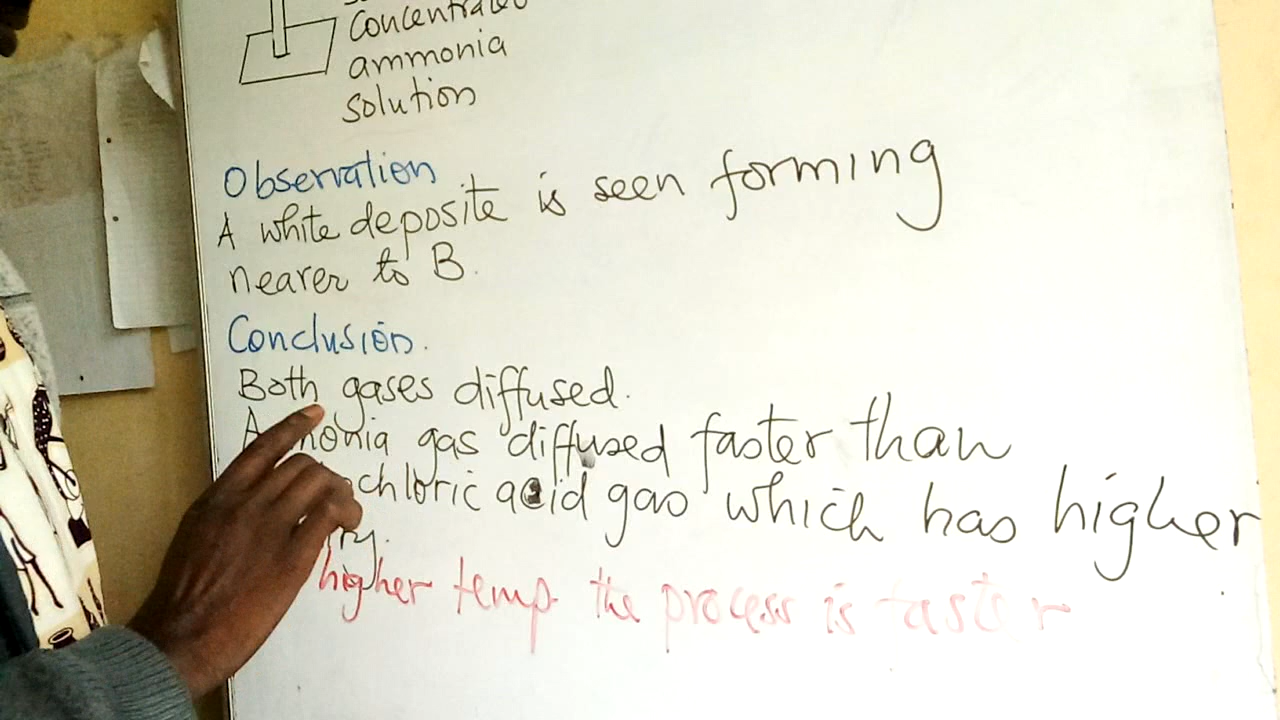 Concentrated
ammonia
solution
Observation
A white deposite is seen forming
nearer to B.
Conclusion.
Both gases diffused.
gas diffused faster than
acid gas which has higher
higher temp the process is faster